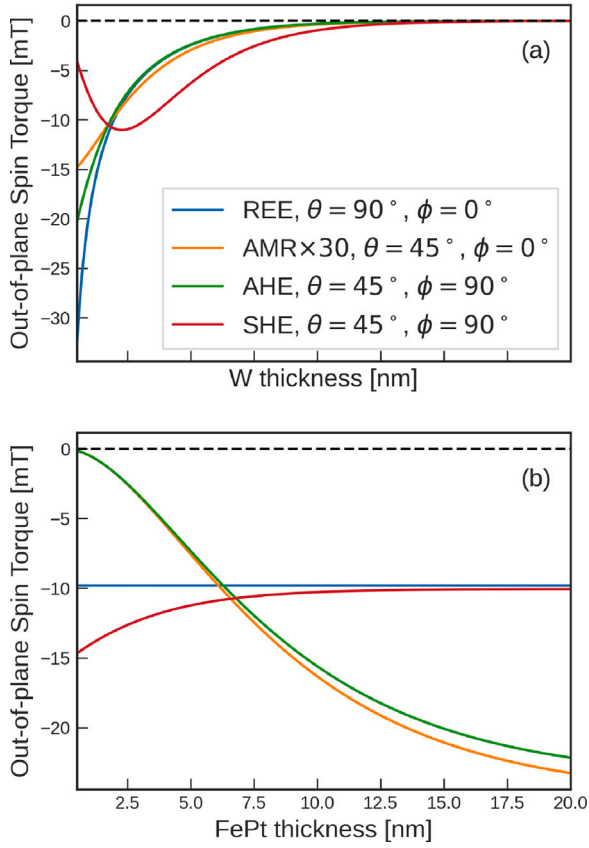 Out-of-plane Spin Torque [mT]
0
−5
−10
−15
−20
−25
−30
(a)
REE, θ = 90°, ϕ = 0°
AMR×30, θ = 45°, ϕ = 0°
AHE, θ = 45°, ϕ = 90°
SHE, θ = 45°, ϕ = 90°
W thickness [nm]
Out-of-plane Spin Torque [mT]
0
−5
−10
−15
−20
(b)
2.5 5.0 7.5 10.0 12.5 15.0 17.5 20.0
FePt thickness [nm]